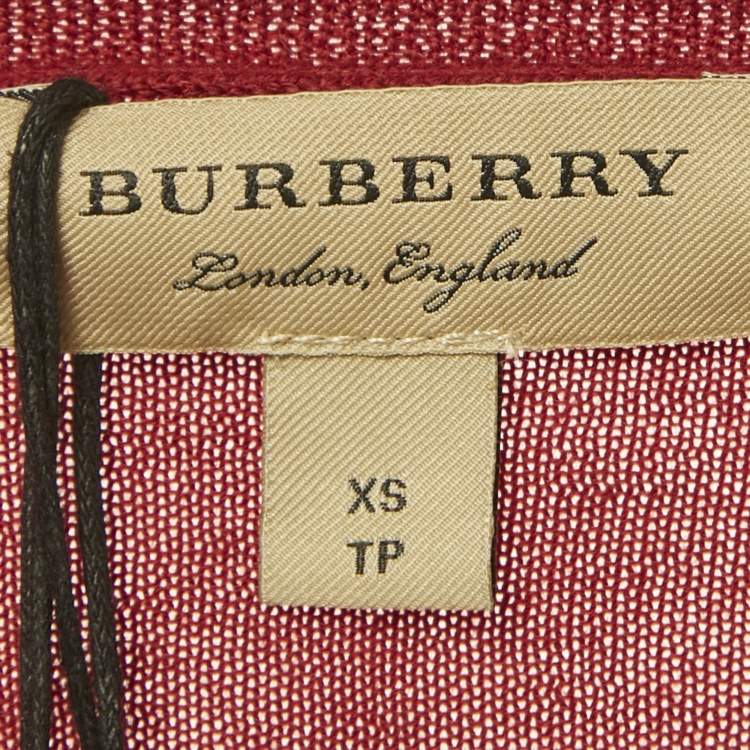 BURBERRY
London, England
XS
TP